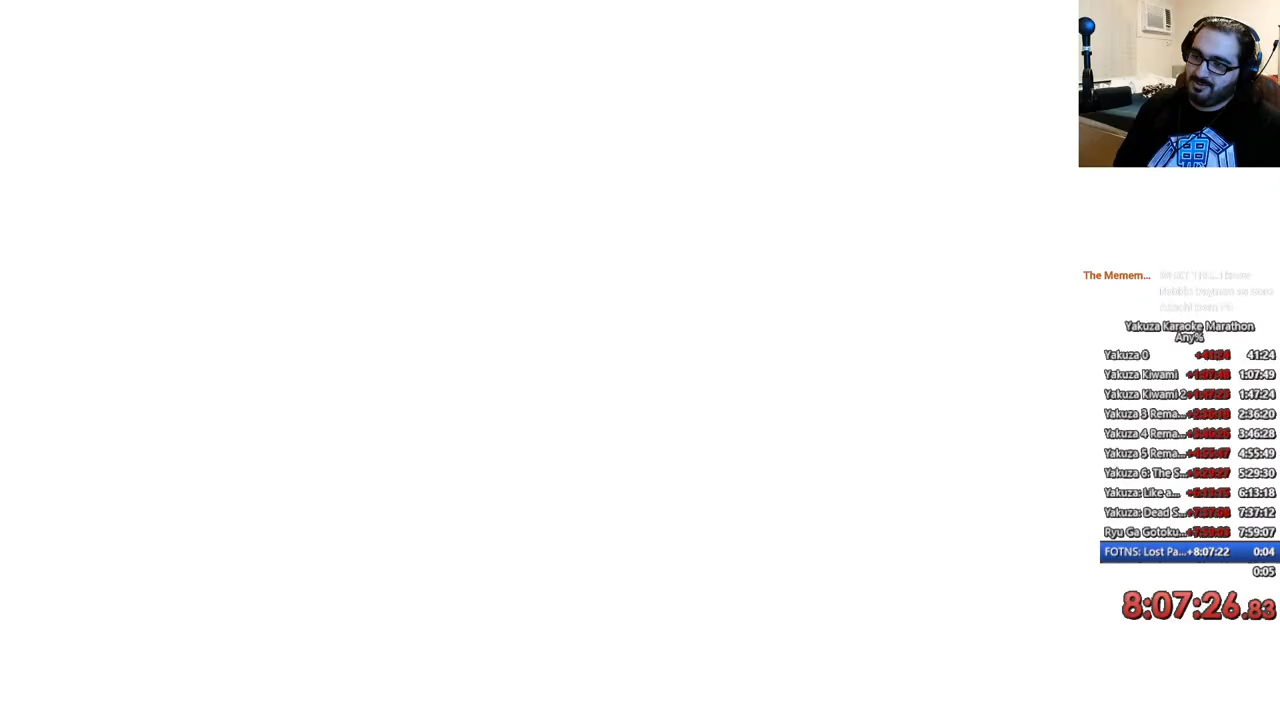 The Memem...
Yakuza Karaoke Marathon
Any%
Yakuza 0 +41:24 41:24
Yakuza Kiwami 1:07:49
Yakuza Kiwami 2 1:47:24
Yakuza 3 Rema... 2:36:20
Yakuza 4 Rema... 3:46:28
Yakuza 5 Rema... 4:55:49
Yakuza 6: The S... 5:29:30
Yakuza: Like a... 6:13:18
Yakuza: Dead S... 7:37:12
Ryu Ga Gotoku... 7:59:07
FOTNS: Lost Pa... +8:07:22 0:04
0:05
8:07:26.83